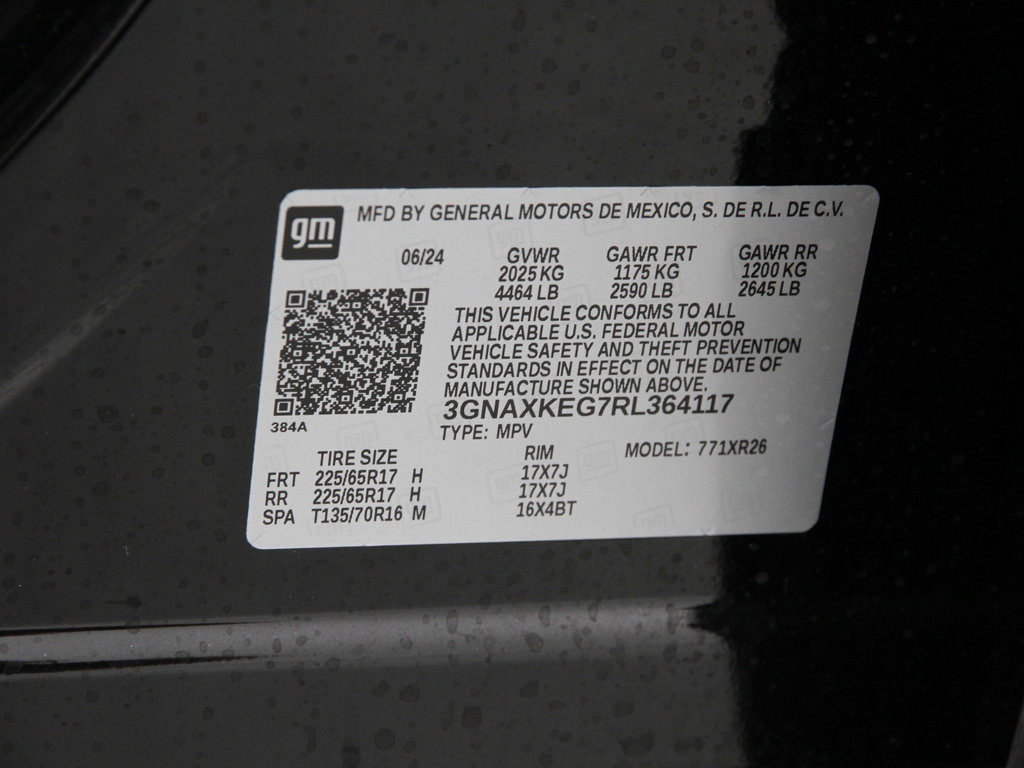 gm
MFD BY GENERAL MOTORS DE MEXICO, S. DE R.L. DE C.V.
06/24 GVWR GAWR FRT GAWR RR
2025 KG 1175 KG 1200 KG
4464 LB 2590 LB 2645 LB
THIS VEHICLE CONFORMS TO ALL
APPLICABLE U.S. FEDERAL MOTOR
VEHICLE SAFETY AND THEFT PREVENTION
STANDARDS IN EFFECT ON THE DATE OF
MANUFACTURE SHOWN ABOVE.
3GNAXKEG7RL364117
384A
TYPE: MPV
TIRE SIZE RIM MODEL: 771XR26
FRT 225/65R17 H 17X7J
RR 225/65R17 H 17X7J
SPA T135/70R16 M 16X4BT